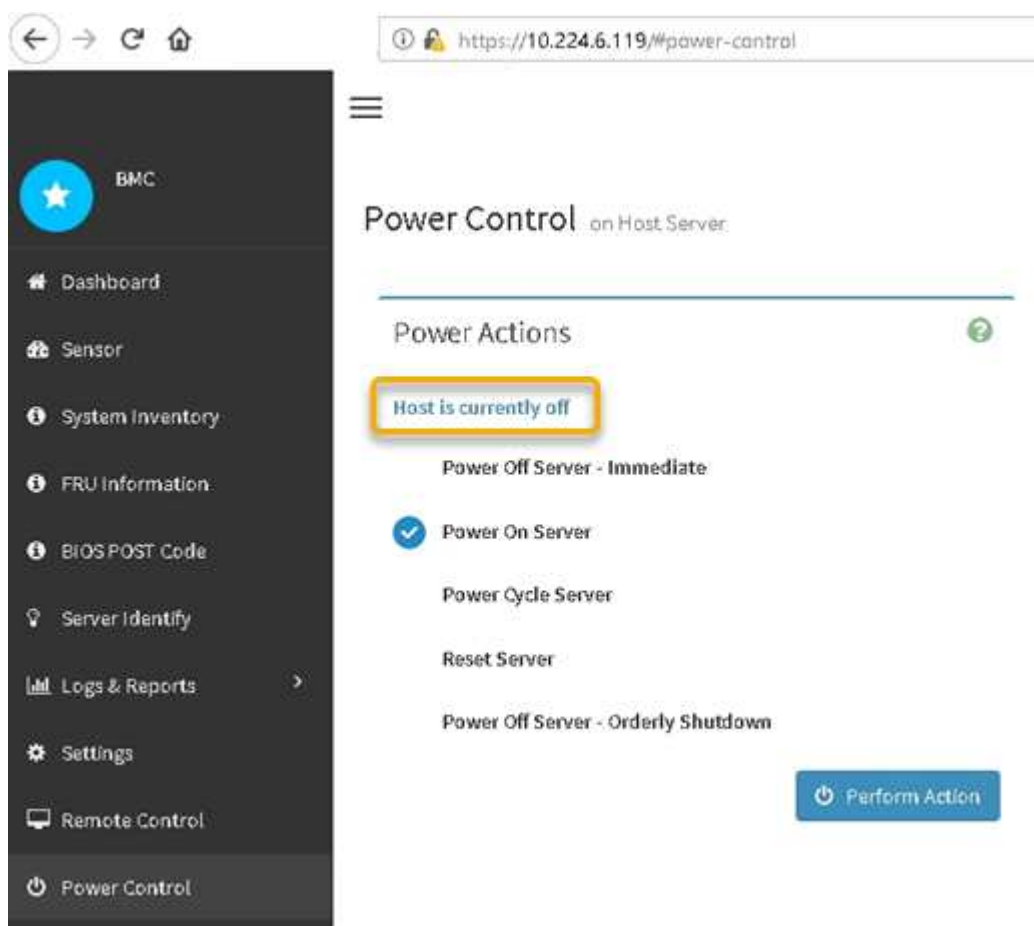 https://10.224.6.119/#power-control
BMC
Power Control on Host Server
Dashboard
Power Actions
Sensor
Host is currently off
System Inventory
Power Off Server - Immediate
FRU Information
Power On Server
BIOS POST Code
Power Cycle Server
Server Identify
Reset Server
Logs & Reports
Power Off Server - Orderly Shutdown
Settings
Perform Action
Remote Control
Power Control